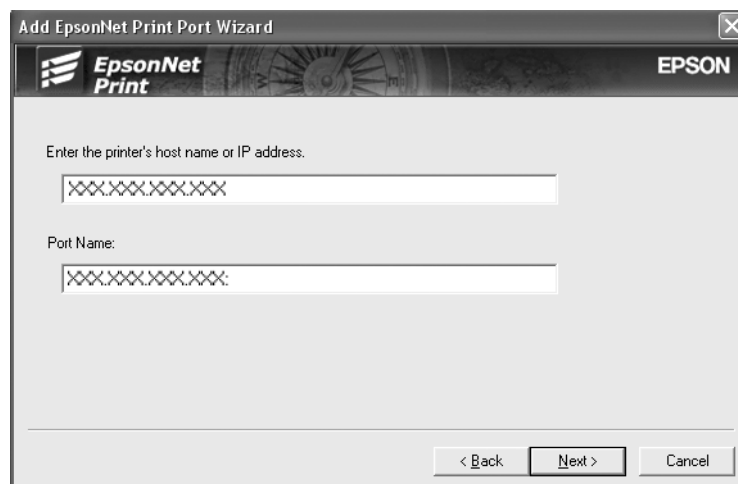 Add EpsonNet Print Port Wizard
EpsonNet
Print
EPSON
Enter the printer's host name or IP address.
XXX.XXX.XXX.XXX
Port Name:
XXX.XXX.XXX.XXX:
< Back
Next >
Cancel